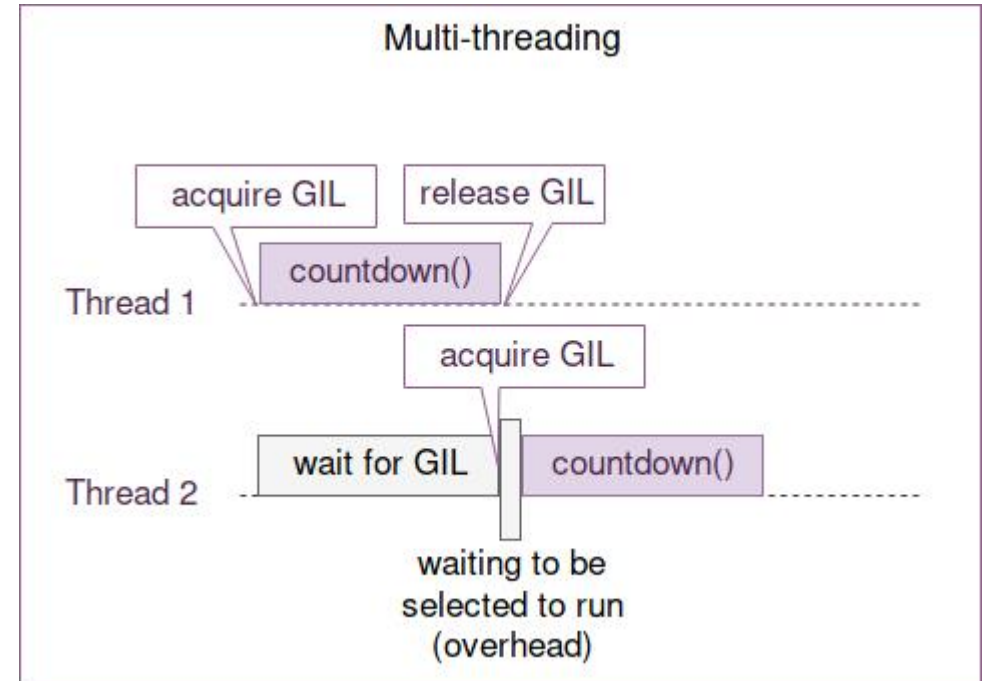 Multi-threading
acquire GIL
release GIL
countdown()
Thread 1
acquire GIL
wait for GIL
countdown()
Thread 2
waiting to be
selected to run
(overhead)